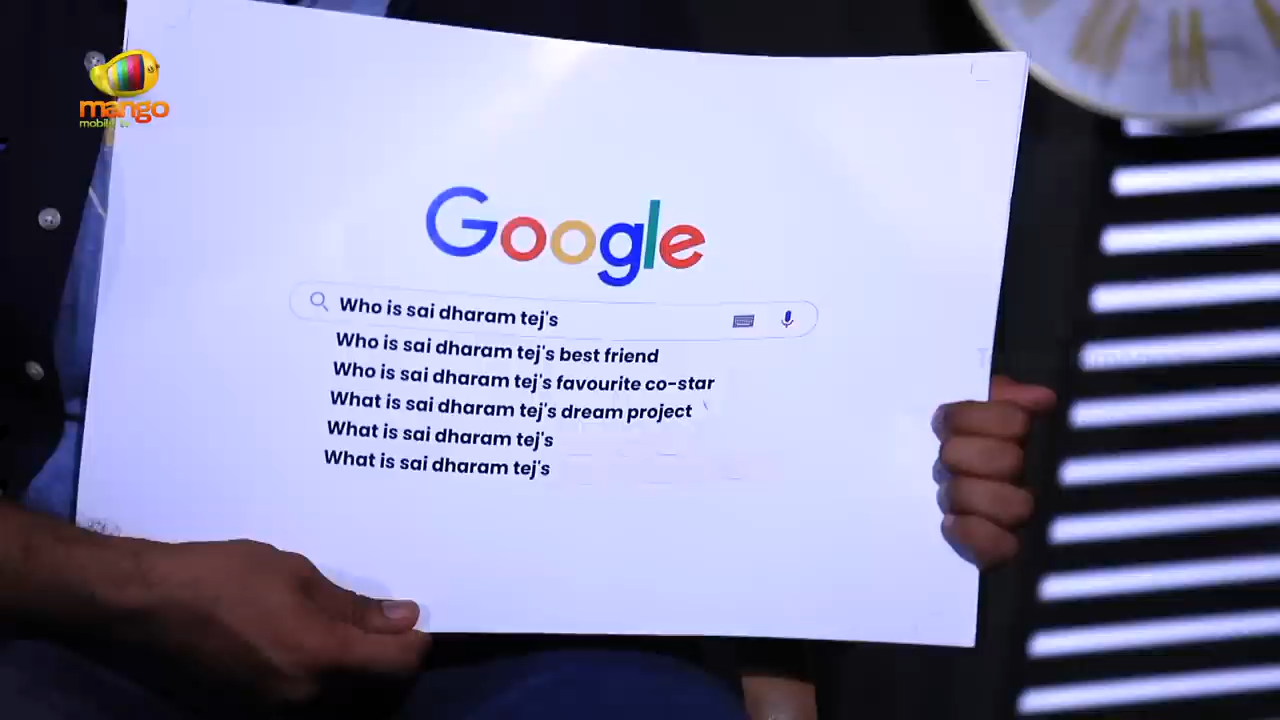 mango
mobile tv
Google
Who is sai dharam tej's
Who is sai dharam tej's best friend
Who is sai dharam tej's favourite co-star
What is sai dharam tej's dream project
What is sai dharam tej's
What is sai dharam tej's